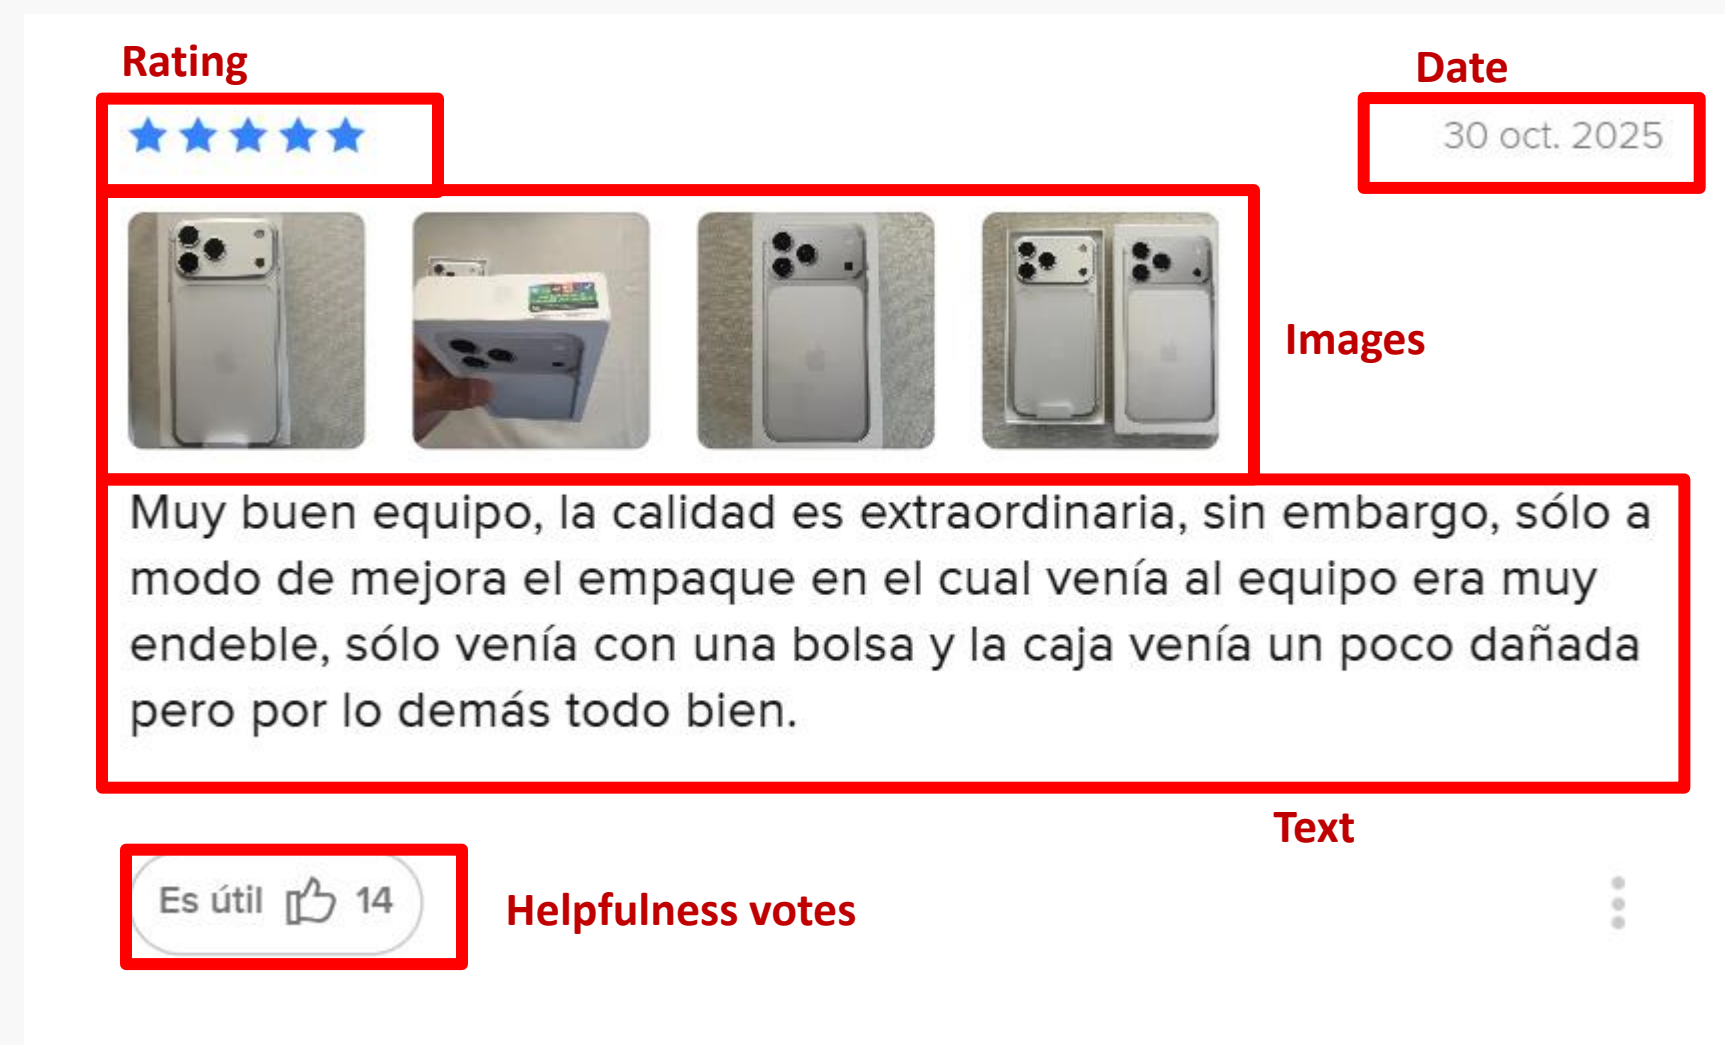 Rating
Date
30 oct. 2025
Images
Muy buen equipo, la calidad es extraordinaria, sin embargo, sólo a
modo de mejora el empaque en el cual venía al equipo era muy
endeble, sólo venía con una bolsa y la caja venía un poco dañada
pero por lo demás todo bien.
Text
Es útil 14
Helpfulness votes